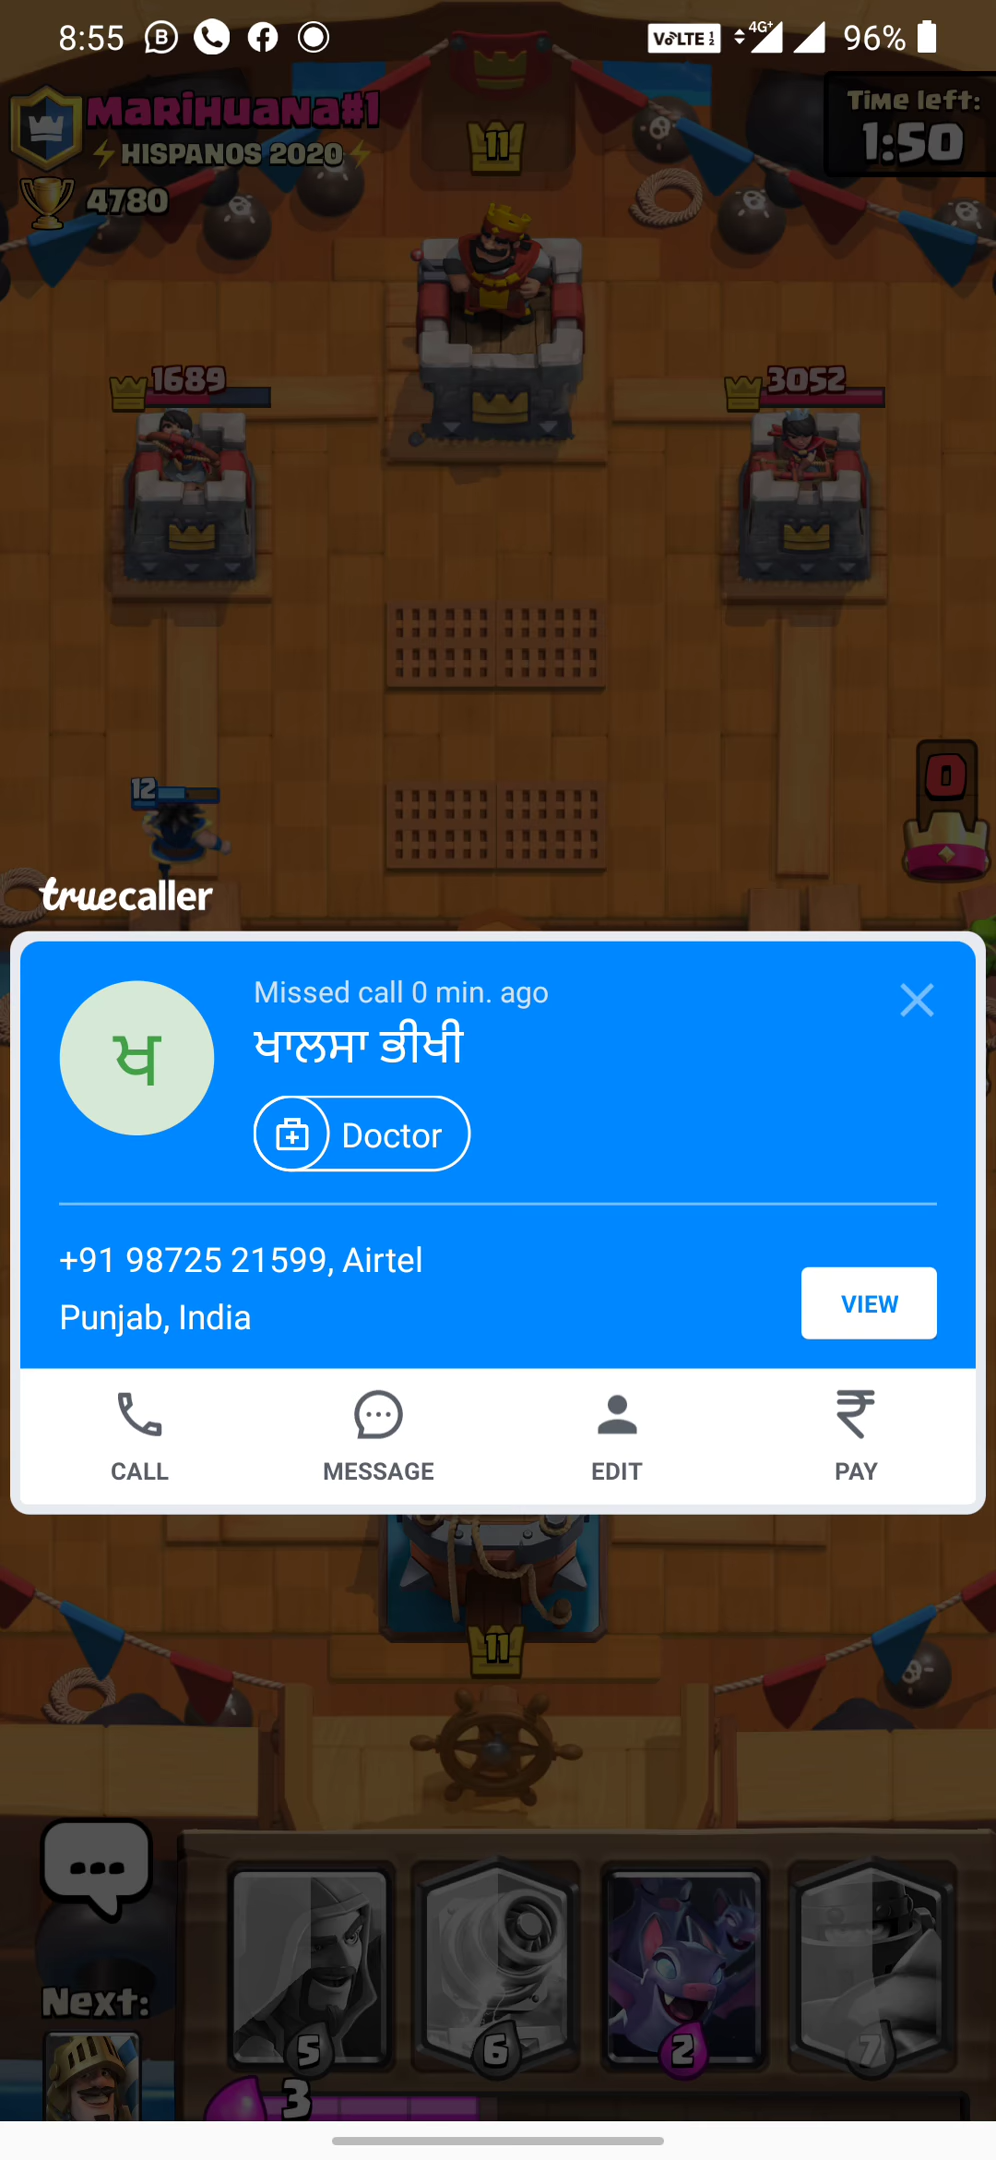 8:55
VoLTE 1 2
4G+
96%
Marihuana#1
HISPANOS 2020
4780
Time left:
1:50
11
1689
3052
12
0
truecaller
Missed call 0 min. ago
ਖ
ਖਾਲਸਾ ਭੀਖੀ
Doctor
+91 98725 21599, Airtel
Punjab, India
VIEW
CALL
MESSAGE
EDIT
PAY
11
...
Next:
5
6
2
7
3